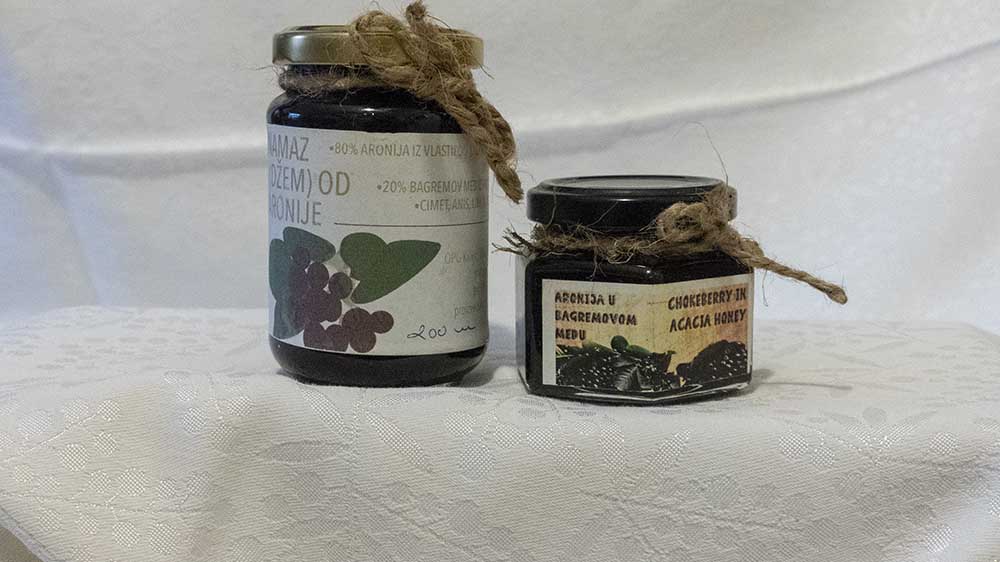 NAMAZ
(DŽEM) OD
ARONIJE
•80% ARONIJA IZ VLASTITOG
•20% BAGREMOV MED
•CIMET, ANIS,
OPG
200
ARONIJA U
BAGREMOVOM
MEDU
CHOKEBERRY IN
ACACIA HONEY